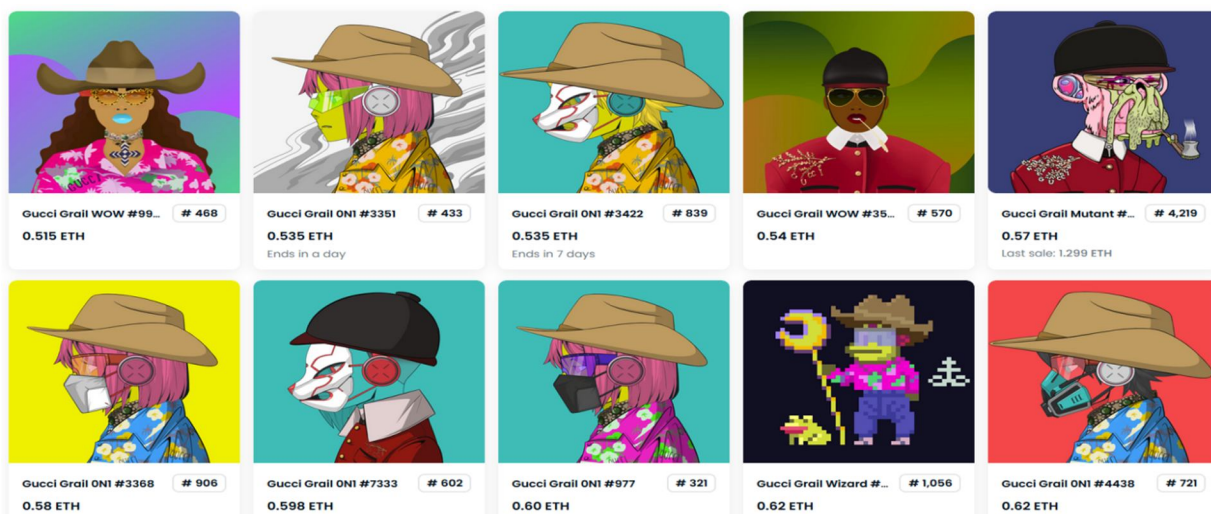 GUCCI
Gucci Grail WOW #99... # 468
0.515 ETH
Gucci Grail 0N1 #3351 # 433
0.535 ETH
Ends in a day
Gucci Grail 0N1 #3422 # 839
0.535 ETH
Ends in 7 days
Gucci Grail WOW #35... # 570
0.54 ETH
Gucci Grail Mutant #... # 4,219
0.57 ETH
Last sale: 1.299 ETH
Gucci Grail 0N1 #3368 # 906
0.58 ETH
Gucci Grail 0N1 #7333 # 602
0.598 ETH
Gucci Grail 0N1 #977 # 321
0.60 ETH
Gucci Grail Wizard #... # 1,056
0.62 ETH
Gucci Grail 0N1 #4438 # 721
0.62 ETH